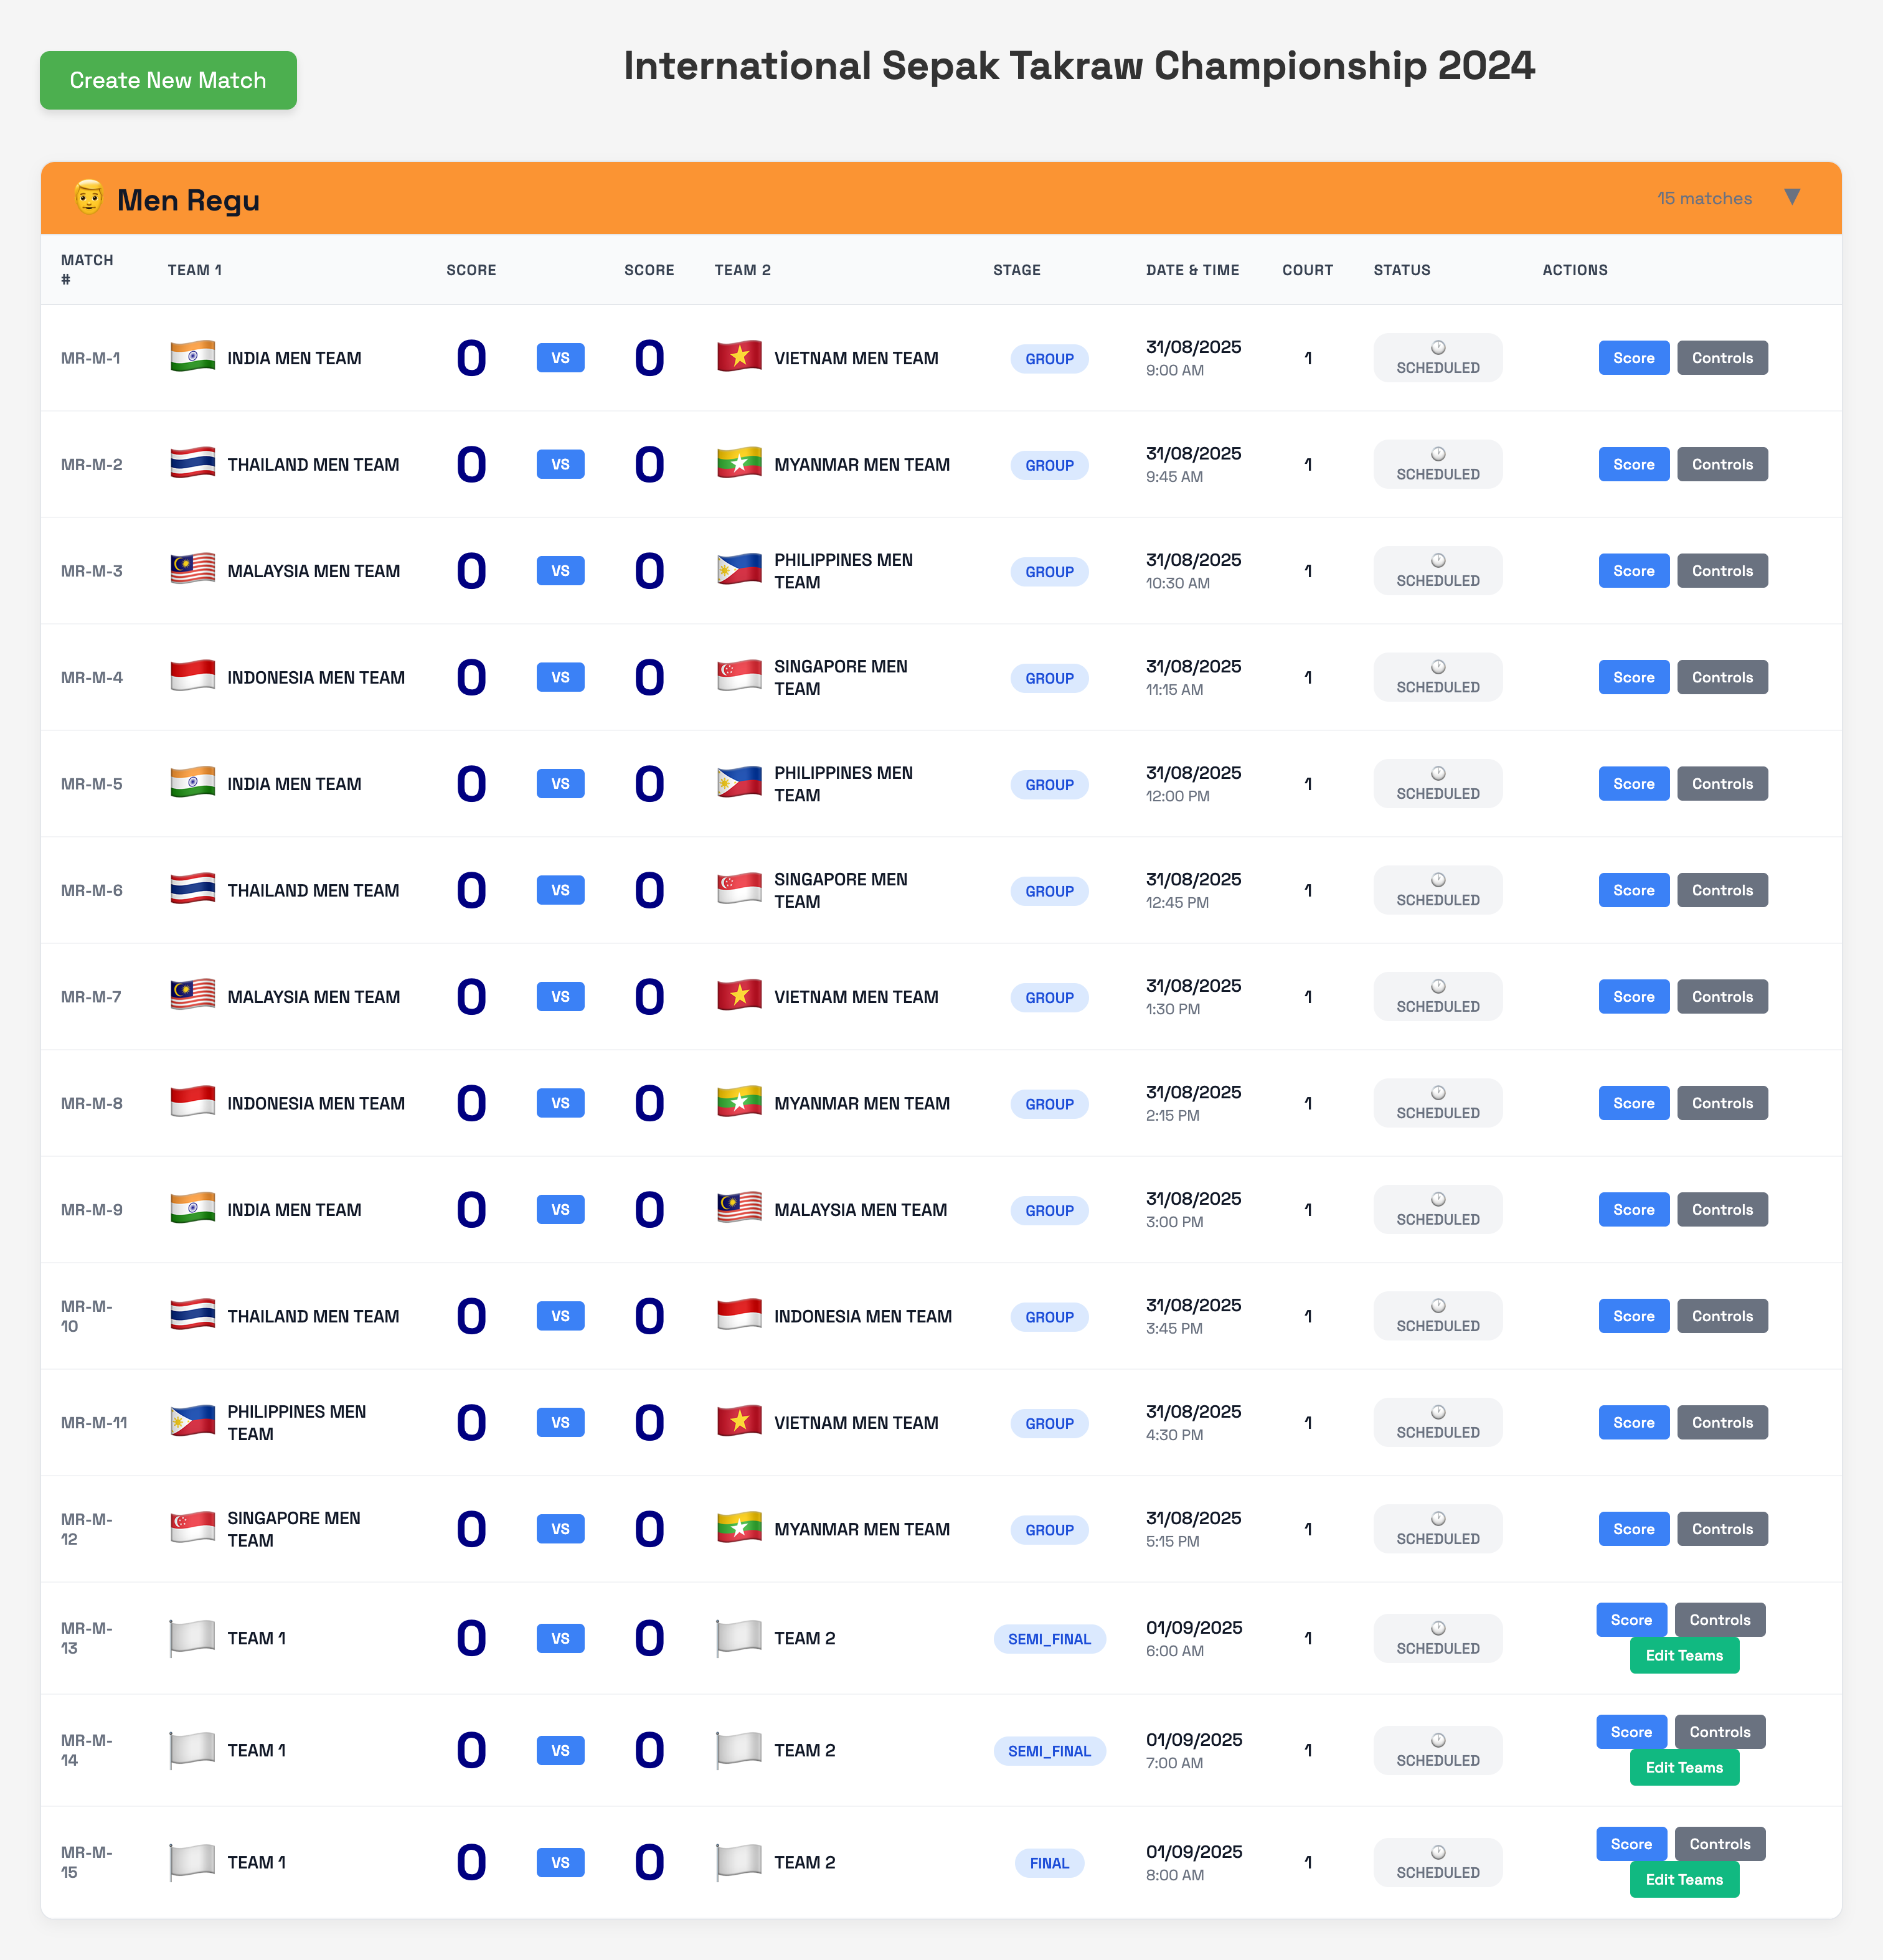 Create New Match
International Sepak Takraw Championship 2024
Men Regu
15 matches ▼
MATCH
#
TEAM 1
SCORE
SCORE
TEAM 2
STAGE
DATE & TIME
COURT
STATUS
ACTIONS
MR-M-1
INDIA MEN TEAM
0
VS
0
VIETNAM MEN TEAM
GROUP
31/08/2025
9:00 AM
1
SCHEDULED
Score
Controls
MR-M-2
THAILAND MEN TEAM
0
VS
0
MYANMAR MEN TEAM
GROUP
31/08/2025
9:45 AM
1
SCHEDULED
Score
Controls
MR-M-3
MALAYSIA MEN TEAM
0
VS
0
PHILIPPINES MEN
TEAM
GROUP
31/08/2025
10:30 AM
1
SCHEDULED
Score
Controls
MR-M-4
INDONESIA MEN TEAM
0
VS
0
SINGAPORE MEN
TEAM
GROUP
31/08/2025
11:15 AM
1
SCHEDULED
Score
Controls
MR-M-5
INDIA MEN TEAM
0
VS
0
PHILIPPINES MEN
TEAM
GROUP
31/08/2025
12:00 PM
1
SCHEDULED
Score
Controls
MR-M-6
THAILAND MEN TEAM
0
VS
0
SINGAPORE MEN
TEAM
GROUP
31/08/2025
12:45 PM
1
SCHEDULED
Score
Controls
MR-M-7
MALAYSIA MEN TEAM
0
VS
0
VIETNAM MEN TEAM
GROUP
31/08/2025
1:30 PM
1
SCHEDULED
Score
Controls
MR-M-8
INDONESIA MEN TEAM
0
VS
0
MYANMAR MEN TEAM
GROUP
31/08/2025
2:15 PM
1
SCHEDULED
Score
Controls
MR-M-9
INDIA MEN TEAM
0
VS
0
MALAYSIA MEN TEAM
GROUP
31/08/2025
3:00 PM
1
SCHEDULED
Score
Controls
MR-M-
10
THAILAND MEN TEAM
0
VS
0
INDONESIA MEN TEAM
GROUP
31/08/2025
3:45 PM
1
SCHEDULED
Score
Controls
MR-M-11
PHILIPPINES MEN
TEAM
0
VS
0
VIETNAM MEN TEAM
GROUP
31/08/2025
4:30 PM
1
SCHEDULED
Score
Controls
MR-M-
12
SINGAPORE MEN
TEAM
0
VS
0
MYANMAR MEN TEAM
GROUP
31/08/2025
5:15 PM
1
SCHEDULED
Score
Controls
MR-M-
13
TEAM 1
0
VS
0
TEAM 2
SEMI_FINAL
01/09/2025
6:00 AM
1
SCHEDULED
Score
Controls
Edit Teams
MR-M-
14
TEAM 1
0
VS
0
TEAM 2
SEMI_FINAL
01/09/2025
7:00 AM
1
SCHEDULED
Score
Controls
Edit Teams
MR-M-
15
TEAM 1
0
VS
0
TEAM 2
FINAL
01/09/2025
8:00 AM
1
SCHEDULED
Score
Controls
Edit Teams